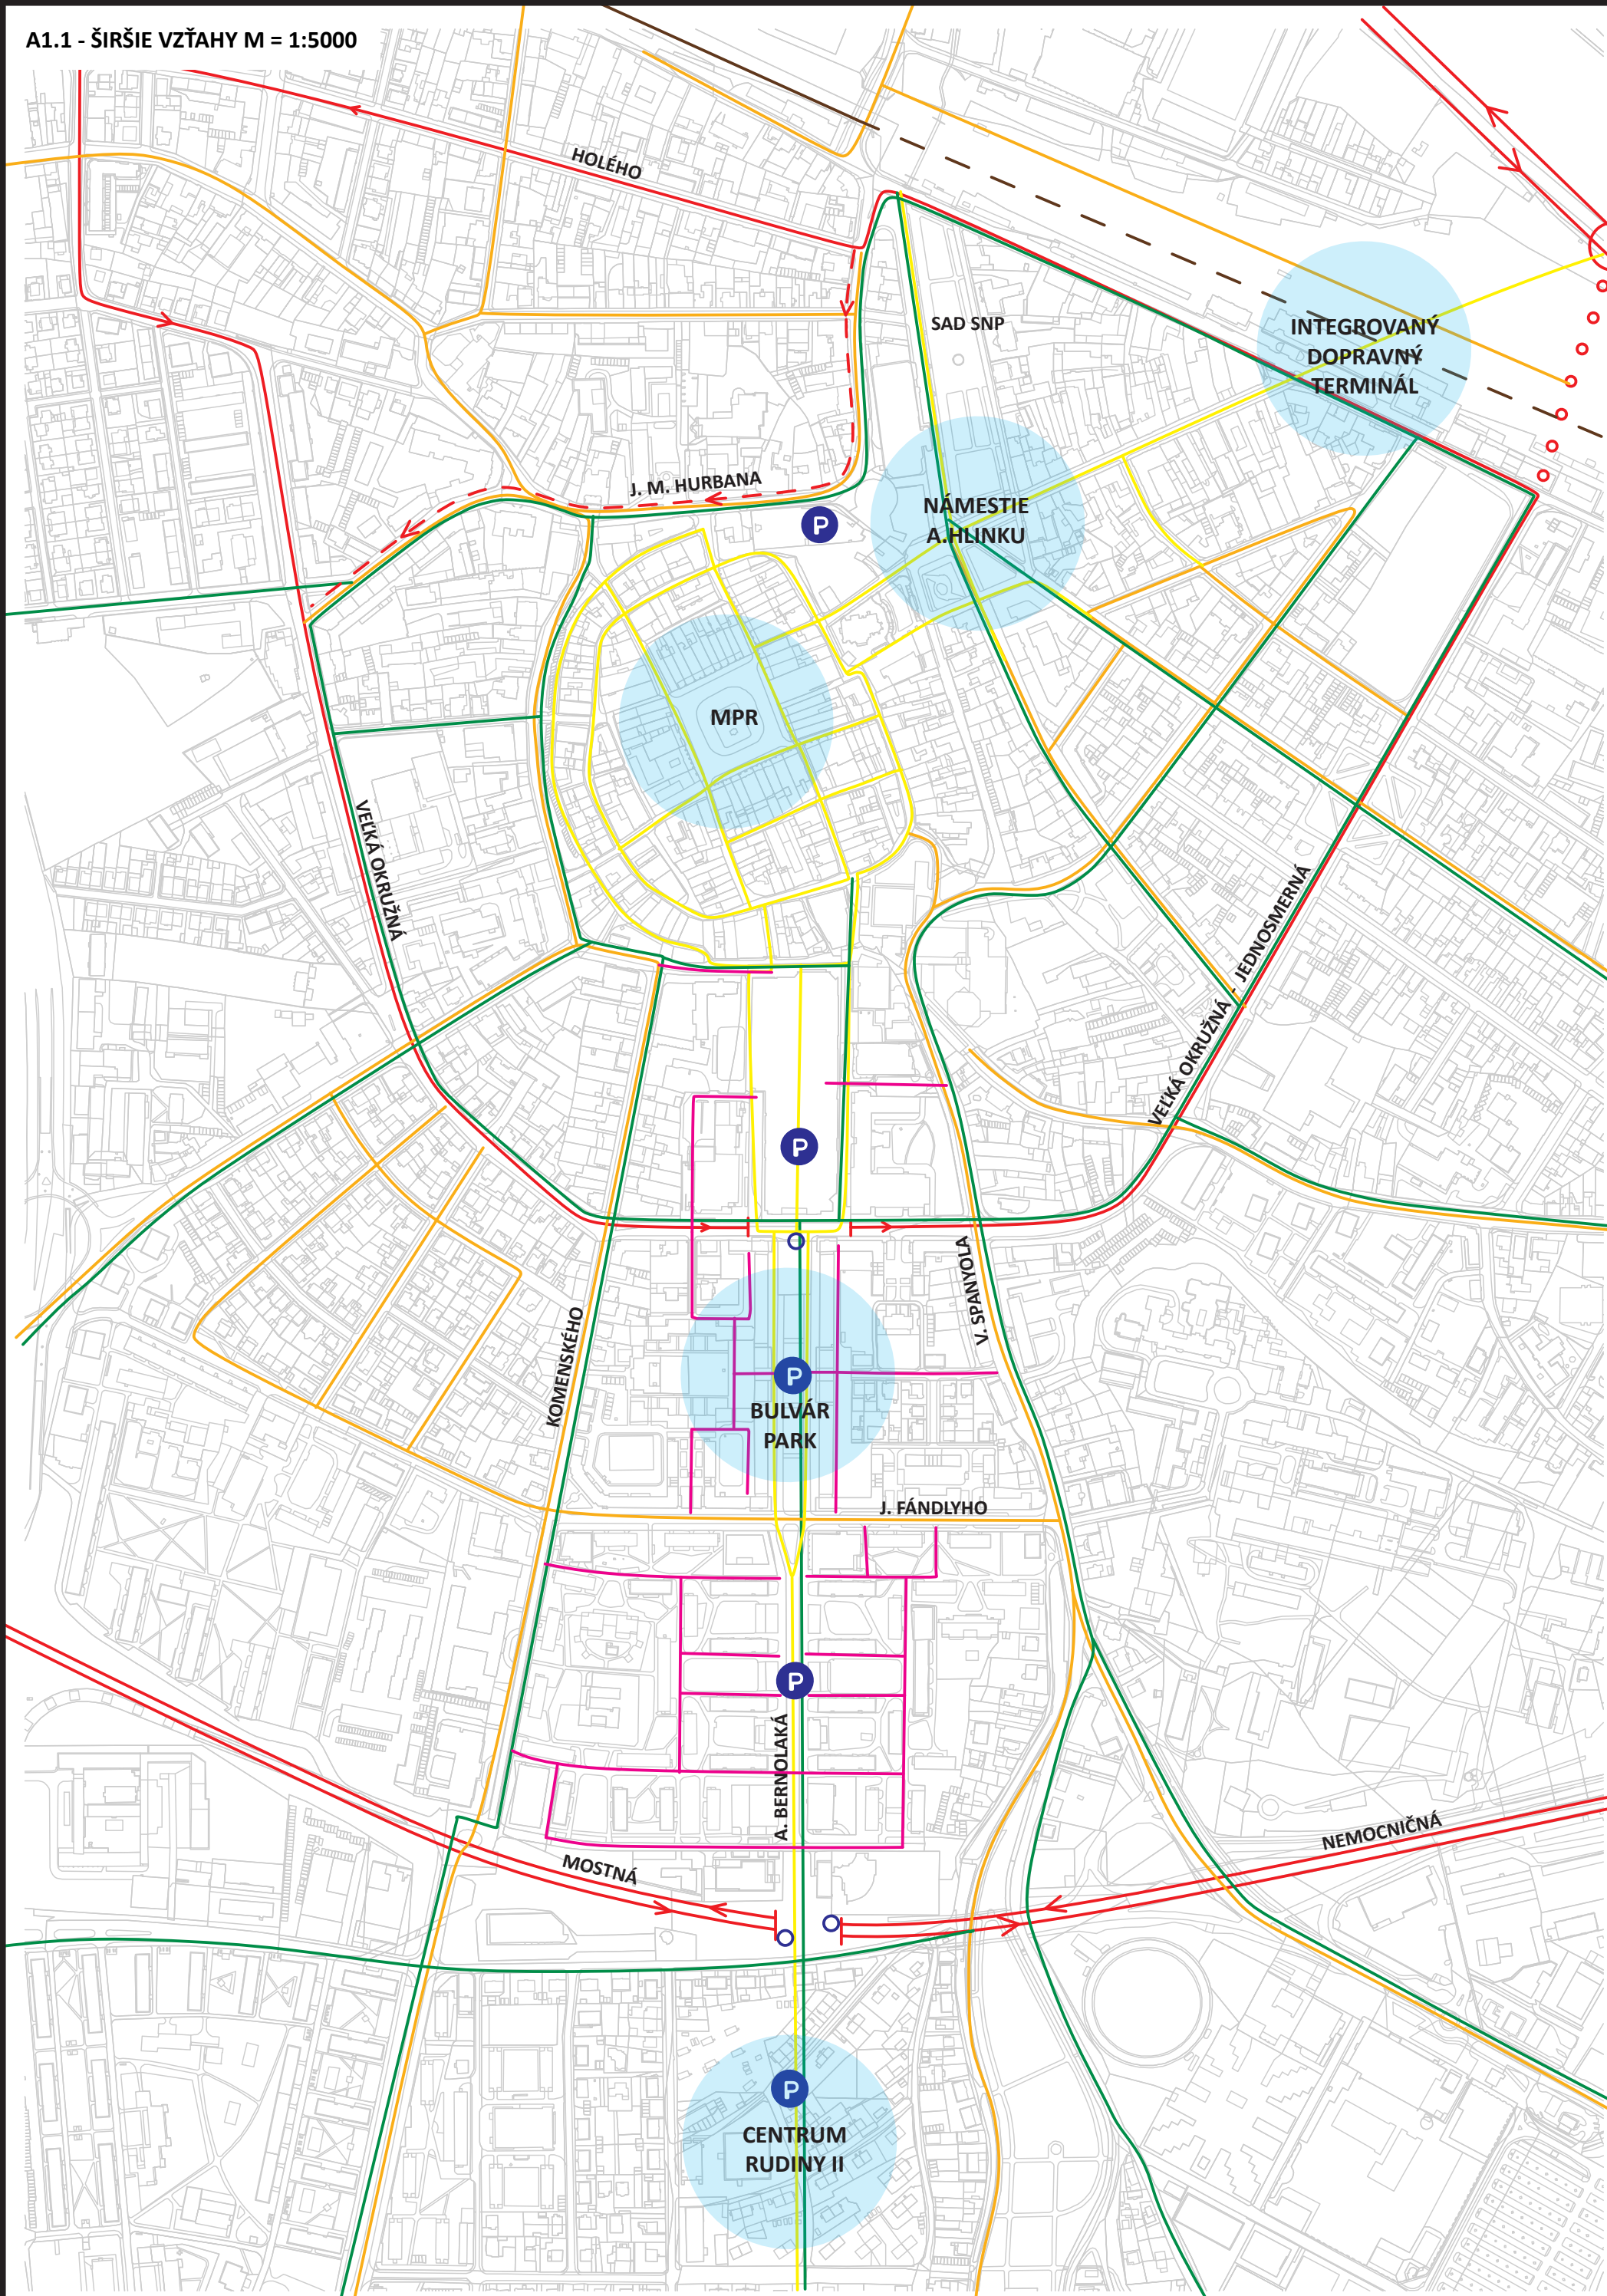 A1.1 - ŠIRŠIE VZŤAHY M = 1:5000
HOLÉHO
SAD SNP
INTEGROVANÝ
DOPRAVNÝ
TERMINÁL
J. M. HURBANA
P
NÁMESTIE
A.HLINKU
MPR
VEĽKÁ OKRUŽNÁ
VEĽKÁ OKRUŽNÁ - JEDNOSMERNÁ
P
V. SPANYOLA
KOMENSKÉHO
P
BULVÁR
PARK
J. FÁNDLYHO
P
A. BERNOLAKÁ
NEMOCNIČNÁ
MOSTNÁ
P
CENTRUM
RUDINY II